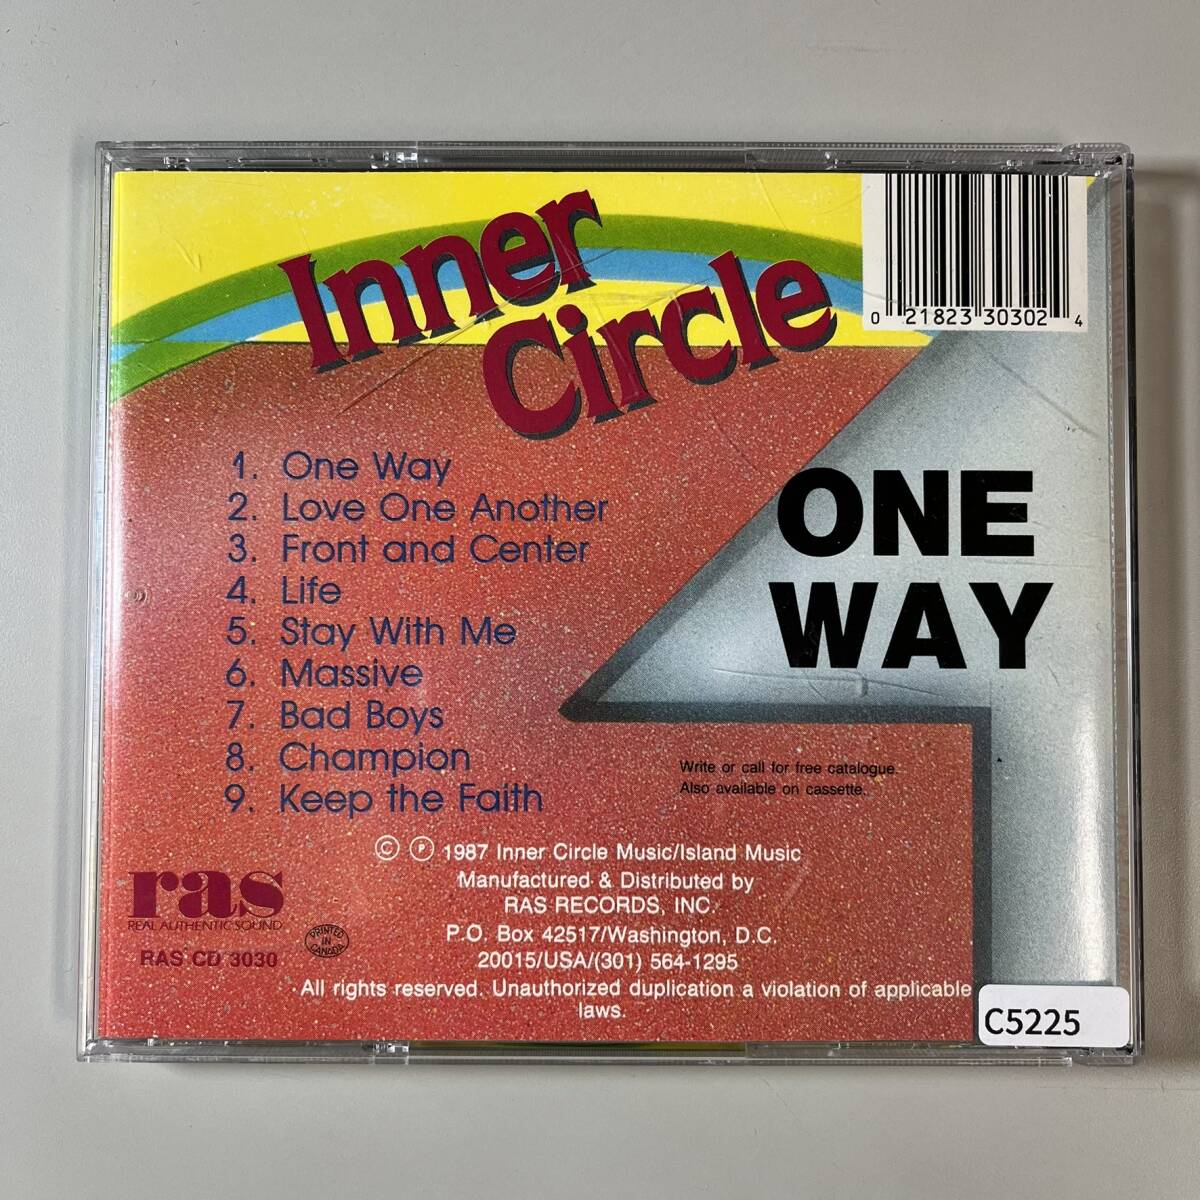 Inner
Circle
0 21823 30302 4
ONE
WAY
1. One Way
2. Love One Another
3. Front and Center
4. Life
5. Stay With Me
6. Massive
7. Bad Boys
8. Champion
9. Keep the Faith
Write or call for free catalogue.
Also available on cassette.
© ℗ 1987 Inner Circle Music/Island Music
Manufactured & Distributed by
RAS RECORDS, INC.
P.O. Box 42517/Washington, D.C.
20015/USA/(301) 564-1295
All rights reserved. Unauthorized duplication a violation of applicable
laws.
ras
REAL AUTHENTIC SOUND
RAS CD 3030
PRINTED
IN
CANADA
C5225